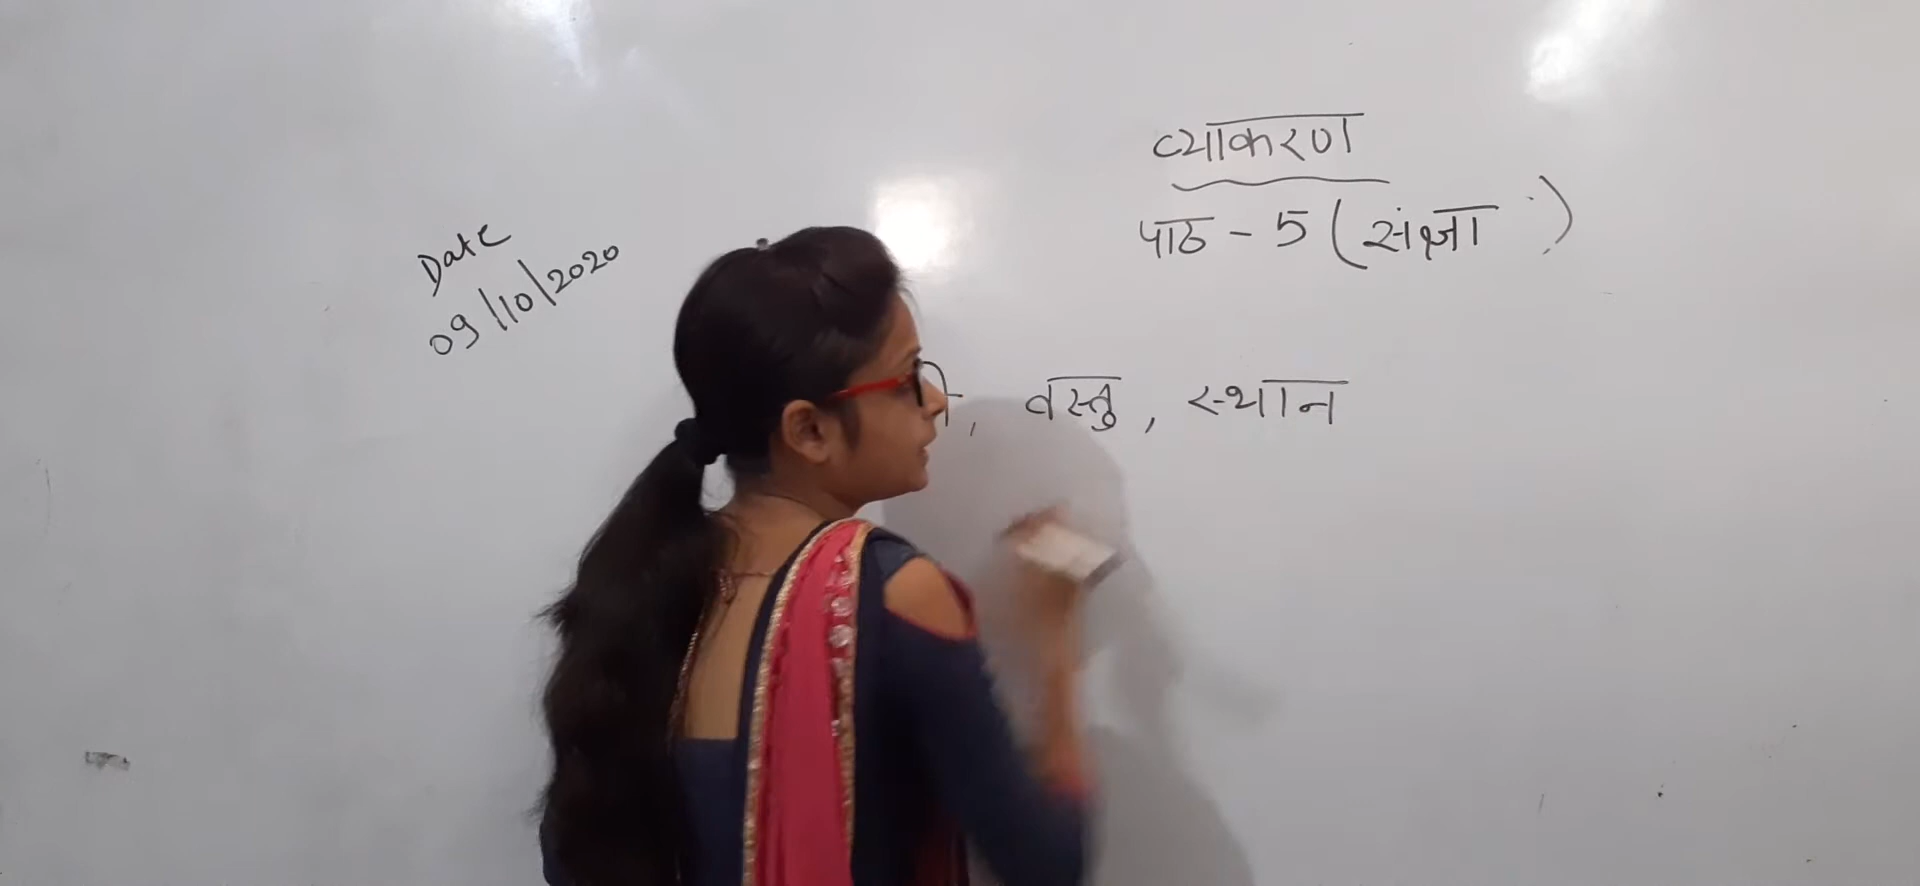 व्याकरण
पाठ - 5 (संज्ञा)
Date
09/10/2020
, वस्तु, स्थान